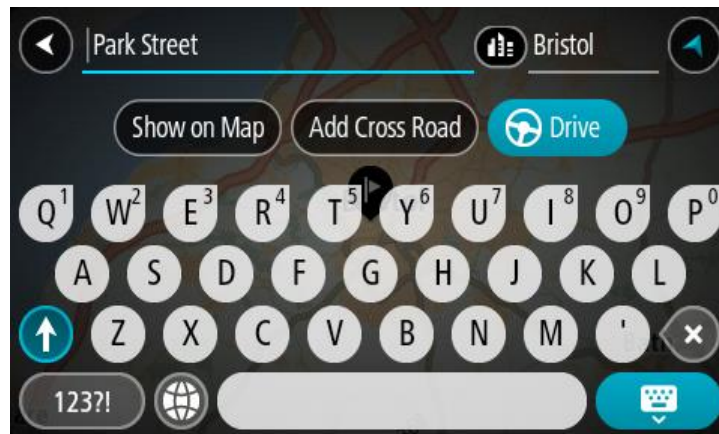 Park Street Bristol
Show on Map Add Cross Road Drive
Q1 W2 E3 R4 T5 Y6 U7 I8 O9 P0
A S D F G H J K L
Z X C V B N M '
123?!